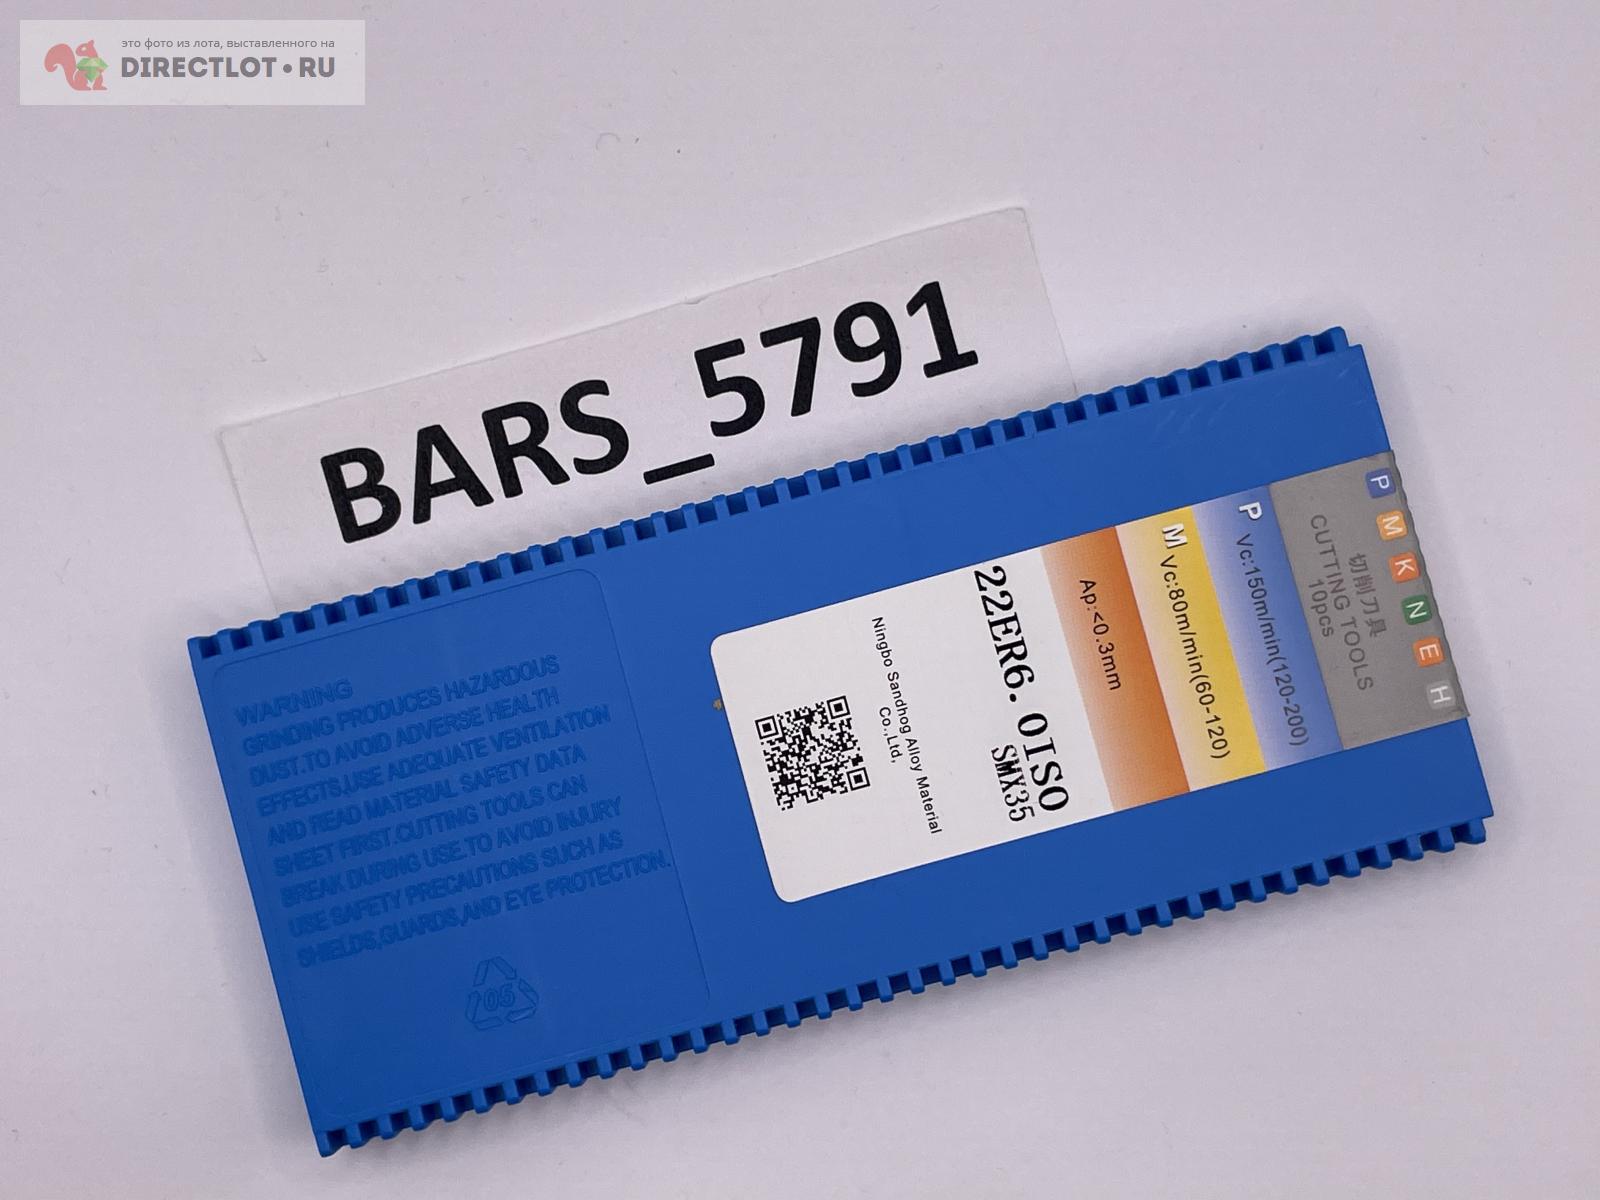 это фото из лота, выставленного на
DIRECTLOT•RU
BARS_5791
WARNING
GRINDING PRODUCES HAZARDOUS
DUST.TO AVOID ADVERSE HEALTH
EFFECTS,USE ADEQUATE VENTILATION
AND READ MATERIAL SAFETY DATA
SHEET FIRST.CUTTING TOOLS CAN
BREAK DURING USE.TO AVOID INJURY
USE SAFETY PRECAUTIONS SUCH AS
SHIELDS,GUARDS,AND EYE PROTECTION.
05
P M K N E H
切削刀具
CUTTING TOOLS
10pcs
P Vc:150m/min(120-200)
M Vc:80m/min(60-120)
Ap:<0.3mm
22ER6.0ISO
SMX35
Ningbo Sandhog Alloy Material
Co.,Ltd,